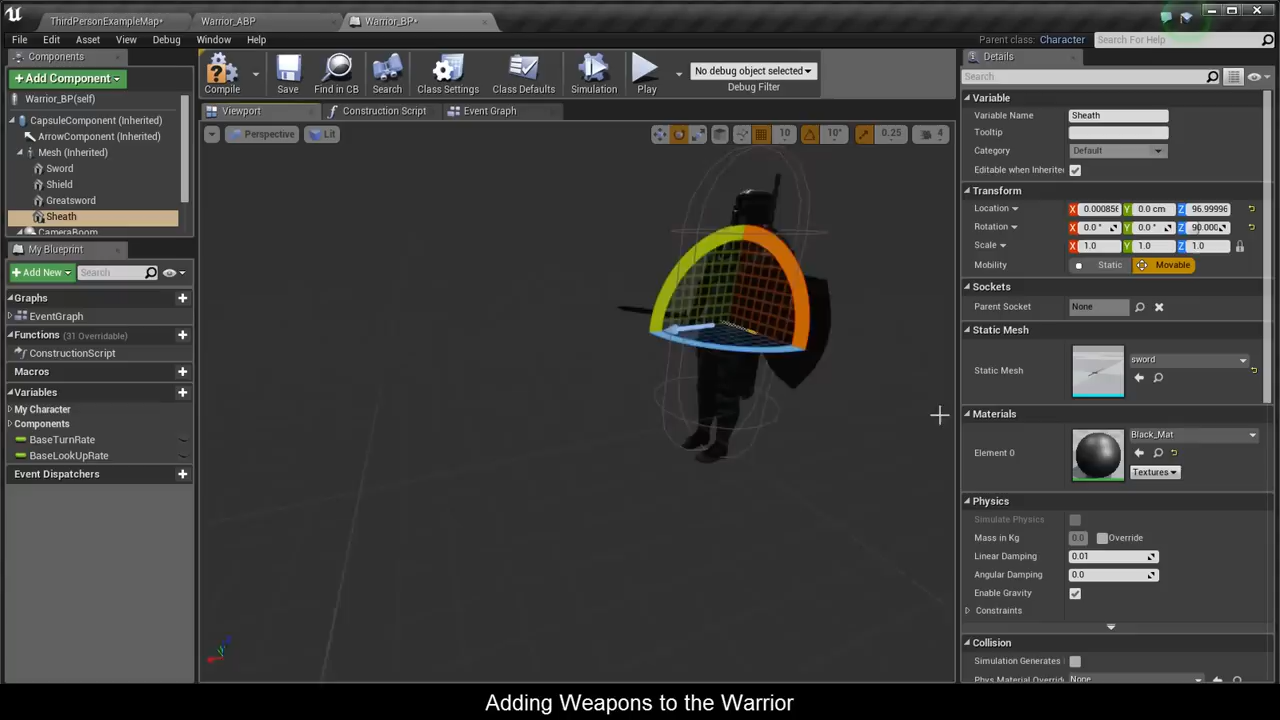 ThirdPersonExampleMap*
Warrior_ABP
Warrior_BP*
File Edit Asset View Debug Window Help
Parent class: Character
Search For Help
Components
+Add Component
Warrior_BP(self)
CapsuleComponent (Inherited)
ArrowComponent (Inherited)
Mesh (Inherited)
Sword
Shield
Greatsword
Sheath
CameraBoom
My Blueprint
+Add New
Search
Graphs
EventGraph
Functions (31 Overridable)
ConstructionScript
Macros
Variables
My Character
Components
BaseTurnRate
BaseLookUpRate
Event Dispatchers
Compile
Save
Find in CB
Search
Class Settings
Class Defaults
Simulation
Play
No debug object selected
Debug Filter
Viewport
Construction Script
Event Graph
Perspective
Lit
10
10°
0.25
4
Details
Search
Variable
Variable Name Sheath
Tooltip
Category Default
Editable when Inherite
Transform
Location X 0.000856 Y 0.0 cm Z 96.99996
Rotation X 0.0 ° Y 0.0 ° Z 90.000
Scale X 1.0 Y 1.0 Z 1.0
Mobility Static Movable
Sockets
Parent Socket None
Static Mesh
Static Mesh sword
Materials
Element 0 Black_Mat
Textures
Physics
Simulate Physics
Mass in Kg 0.0 Override
Linear Damping 0.01
Angular Damping 0.0
Enable Gravity
Constraints
Collision
Simulation Generates
Phys Material Overrid None
Adding Weapons to the Warrior